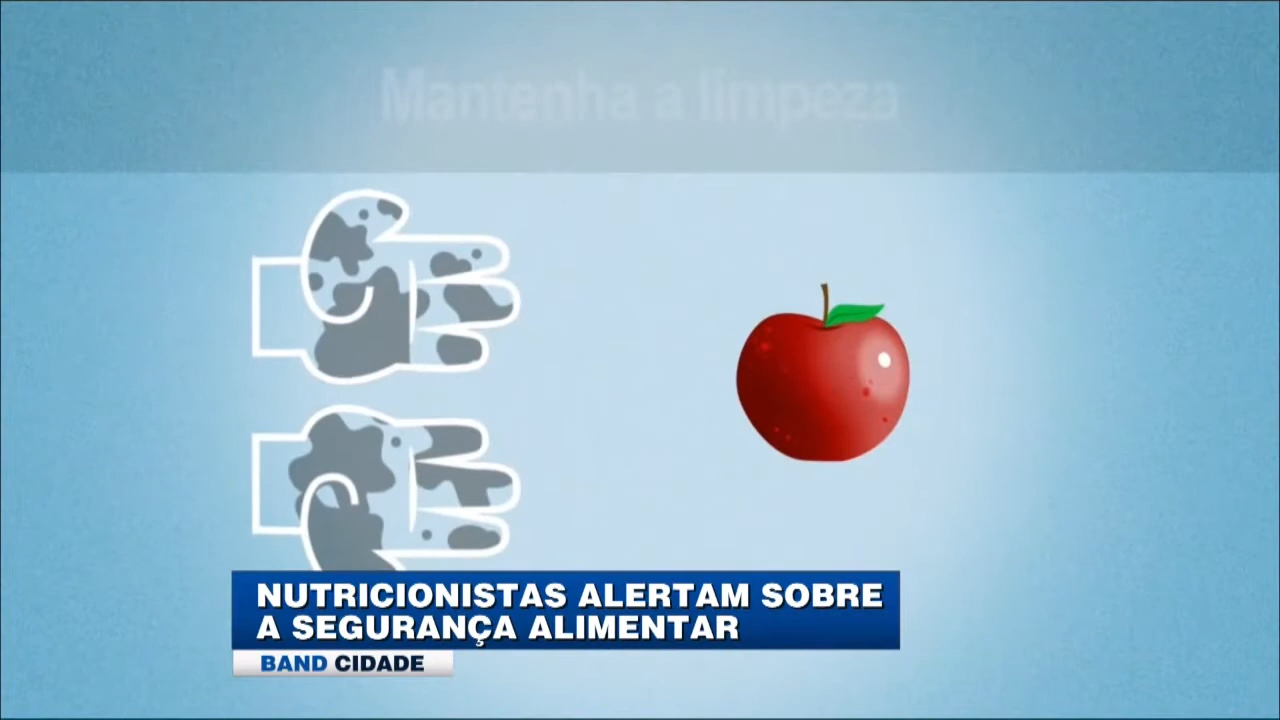 Mantenha a limpeza
NUTRICIONISTAS ALERTAM SOBRE
A SEGURANÇA ALIMENTAR
BAND CIDADE